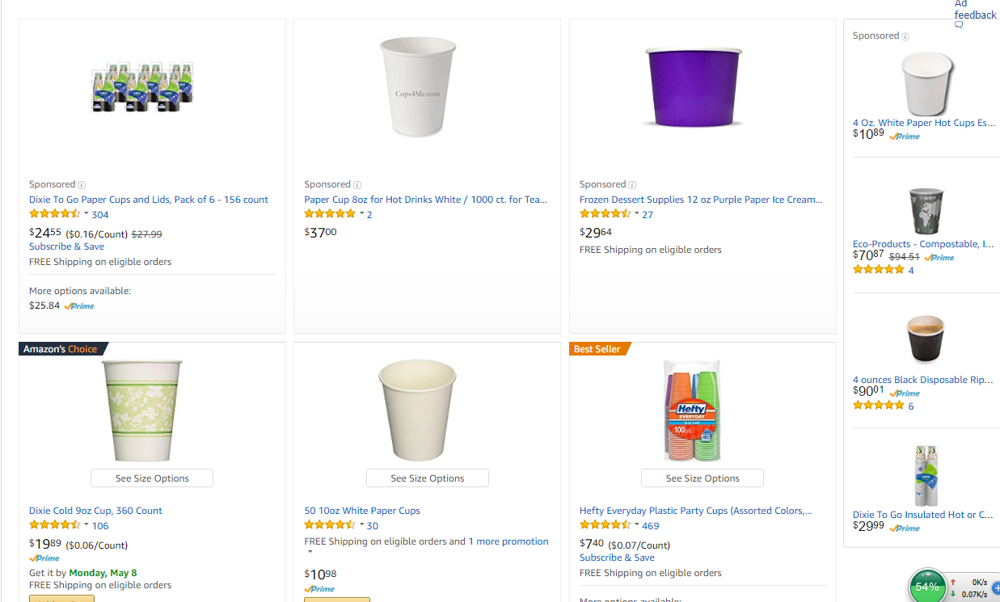 Ad
feedback
Sponsored
Cups4Me.com
Sponsored
Dixie To Go Paper Cups and Lids, Pack of 6 - 156 count
304
$24 55 ($0.16/Count) $27.99
Subscribe & Save
FREE Shipping on eligible orders
More options available:
$25.84 Prime
Sponsored
Paper Cup 8oz for Hot Drinks White / 1000 ct. for Tea...
2
$37 00
Sponsored
Frozen Dessert Supplies 12 oz Purple Paper Ice Cream...
27
$29 64
FREE Shipping on eligible orders
4 Oz. White Paper Hot Cups Es...
$10 89 Prime
Eco-Products - Compostable, I...
$70 87 $94.51 Prime
4
4 ounces Black Disposable Rip...
$90 01 Prime
6
Dixie To Go Insulated Hot or C...
$29 99 Prime
Amazon's Choice
See Size Options
Dixie Cold 9oz Cup, 360 Count
106
$19 89 ($0.06/Count)
Prime
Get it by Monday, May 8
FREE Shipping on eligible orders
See Size Options
50 10oz White Paper Cups
30
FREE Shipping on eligible orders and 1 more promotion
$10 98
Prime
Best Seller
Hefty
EVERYDAY
100
See Size Options
Hefty Everyday Plastic Party Cups (Assorted Colors,...
469
$7 40 ($0.07/Count)
Subscribe & Save
FREE Shipping on eligible orders
More options available:
54%
0K/s
0.07K/s